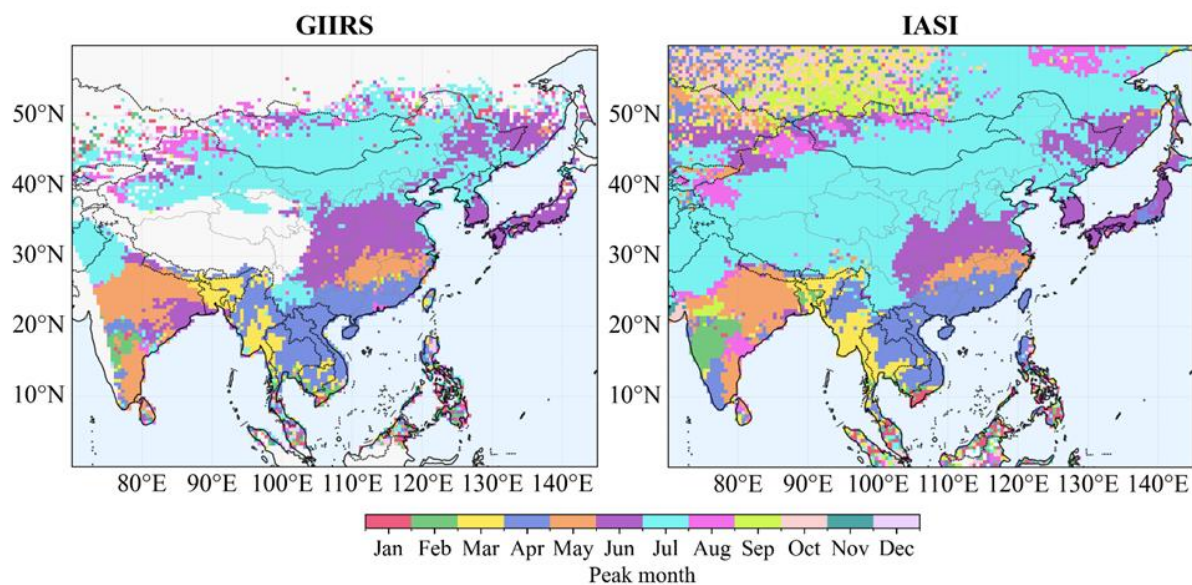 GIIRS IASI
50°N 50°N
40°N 40°N
30°N 30°N
20°N 20°N
10°N 10°N
80°E 90°E 100°E 110°E 120°E 130°E 140°E 80°E 90°E 100°E 110°E 120°E 130°E 140°E
Jan Feb Mar Apr May Jun Jul Aug Sep Oct Nov Dec
Peak month